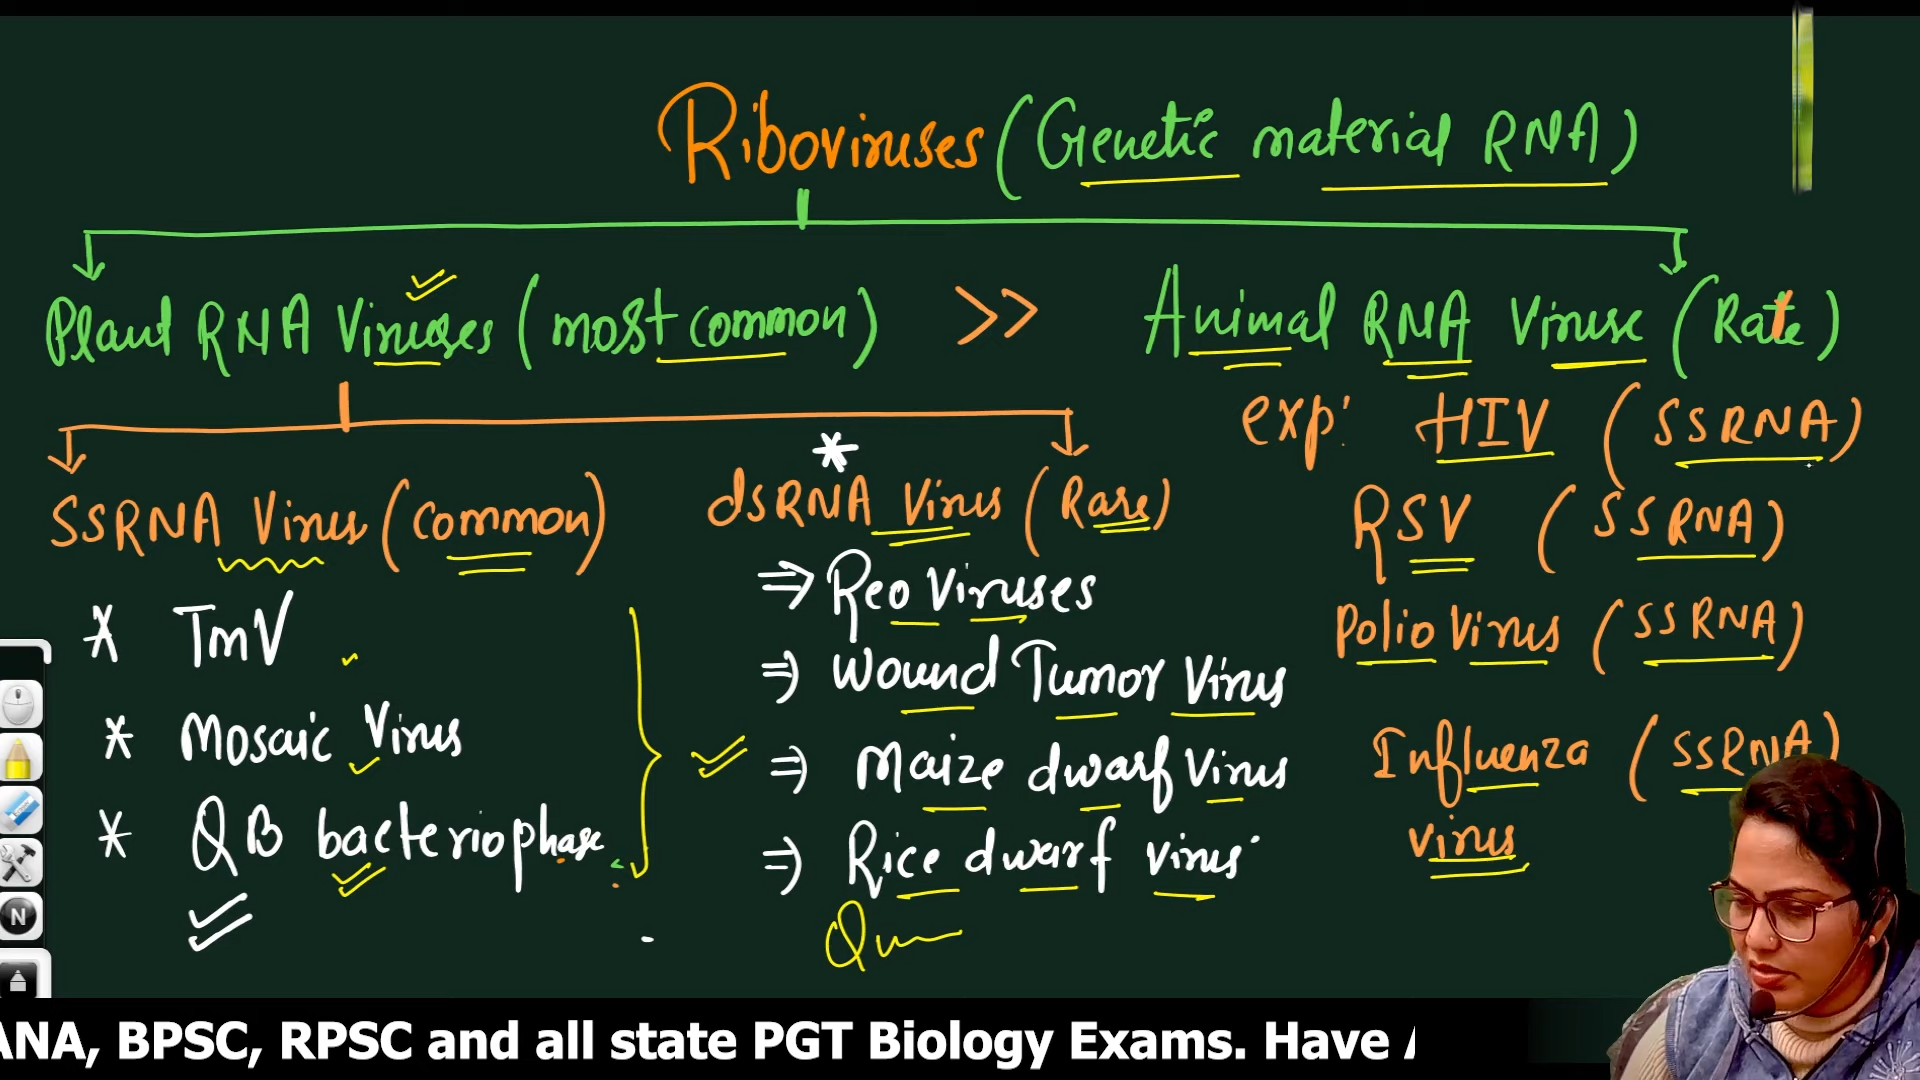 Riboviruses (Genetic material RNA)
Plant RNA Viruses (most common) >> Animal RNA Viruse (Rare)
exp: HIV (SSRNA)
SSRNA Virus (common)
* TmV
* Mosaic Virus
* QB bacteriophase
*
dsRNA Virus (Rare)
⇒ Reo Viruses
⇒ Wound Tumor Virus
⇒ Maize dwarf Virus
⇒ Rice dwarf virus
RSV (SSRNA)
Polio Virus (SSRNA)
Influenza (SSRNA)
virus
N
ANA, BPSC, RPSC and all state PGT Biology Exams. Have